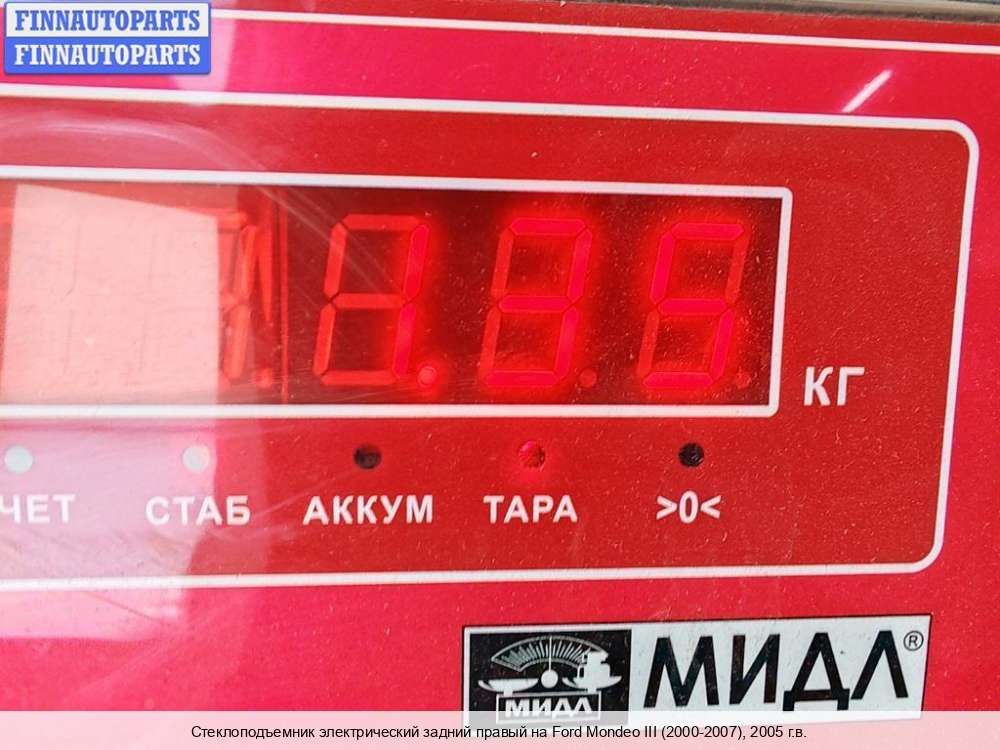 FINNAUTOPARTS
FINNAUTOPARTS
1.35
КГ
ЧЕТ СТАБ АККУМ ТАРА >0<
МИДЛ
МИДЛ®
Стеклоподъемник электрический задний правый на Ford Mondeo III (2000-2007), 2005 г.в.